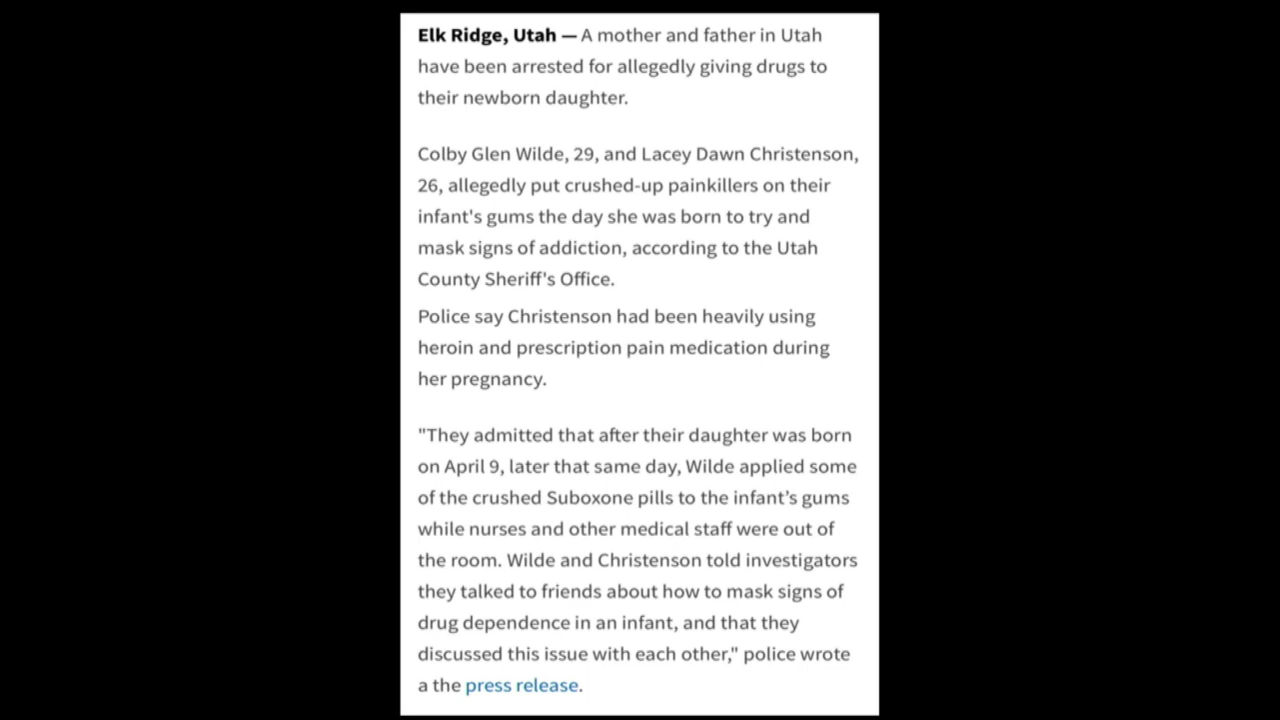 Elk Ridge, Utah — A mother and father in Utah
have been arrested for allegedly giving drugs to
their newborn daughter.
Colby Glen Wilde, 29, and Lacey Dawn Christenson,
26, allegedly put crushed-up painkillers on their
infant's gums the day she was born to try and
mask signs of addiction, according to the Utah
County Sheriff's Office.
Police say Christenson had been heavily using
heroin and prescription pain medication during
her pregnancy.
"They admitted that after their daughter was born
on April 9, later that same day, Wilde applied some
of the crushed Suboxone pills to the infant’s gums
while nurses and other medical staff were out of
the room. Wilde and Christenson told investigators
they talked to friends about how to mask signs of
drug dependence in an infant, and that they
discussed this issue with each other," police wrote
a the press release.